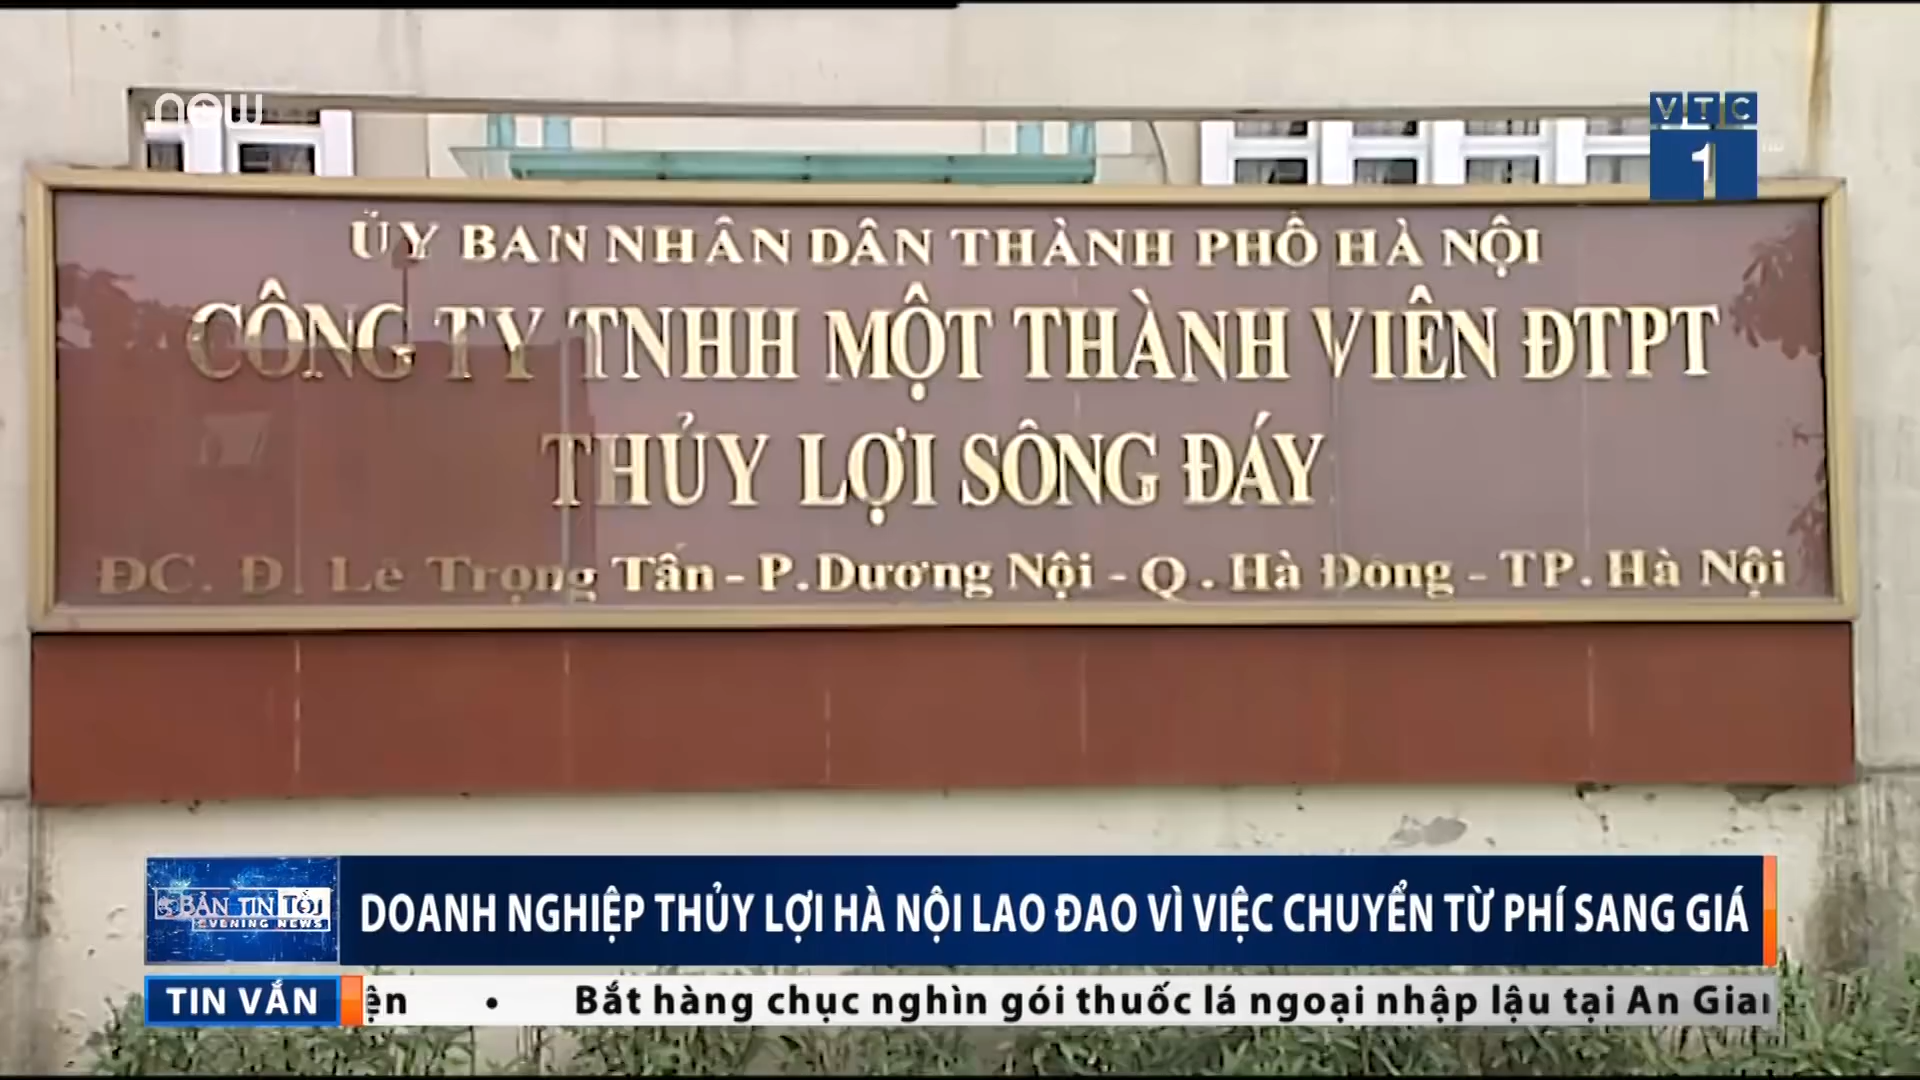 now
VTC
1
ỦY BAN NHÂN DÂN THÀNH PHỐ HÀ NỘI
CÔNG TY TNHH MỘT THÀNH VIÊN ĐTPT
THỦY LỢI SÔNG ĐÁY
ĐC. Đ. Lê Trọng Tấn - P. Dương Nội - Q. Hà Đông - TP. Hà Nội
BẢN TIN TỐI
EVENING NEWS
DOANH NGHIỆP THỦY LỢI HÀ NỘI LAO ĐAO VÌ VIỆC CHUYỂN TỪ PHÍ SANG GIÁ
TIN VẮN
ện • Bắt hàng chục nghìn gói thuốc lá ngoại nhập lậu tại An Gian